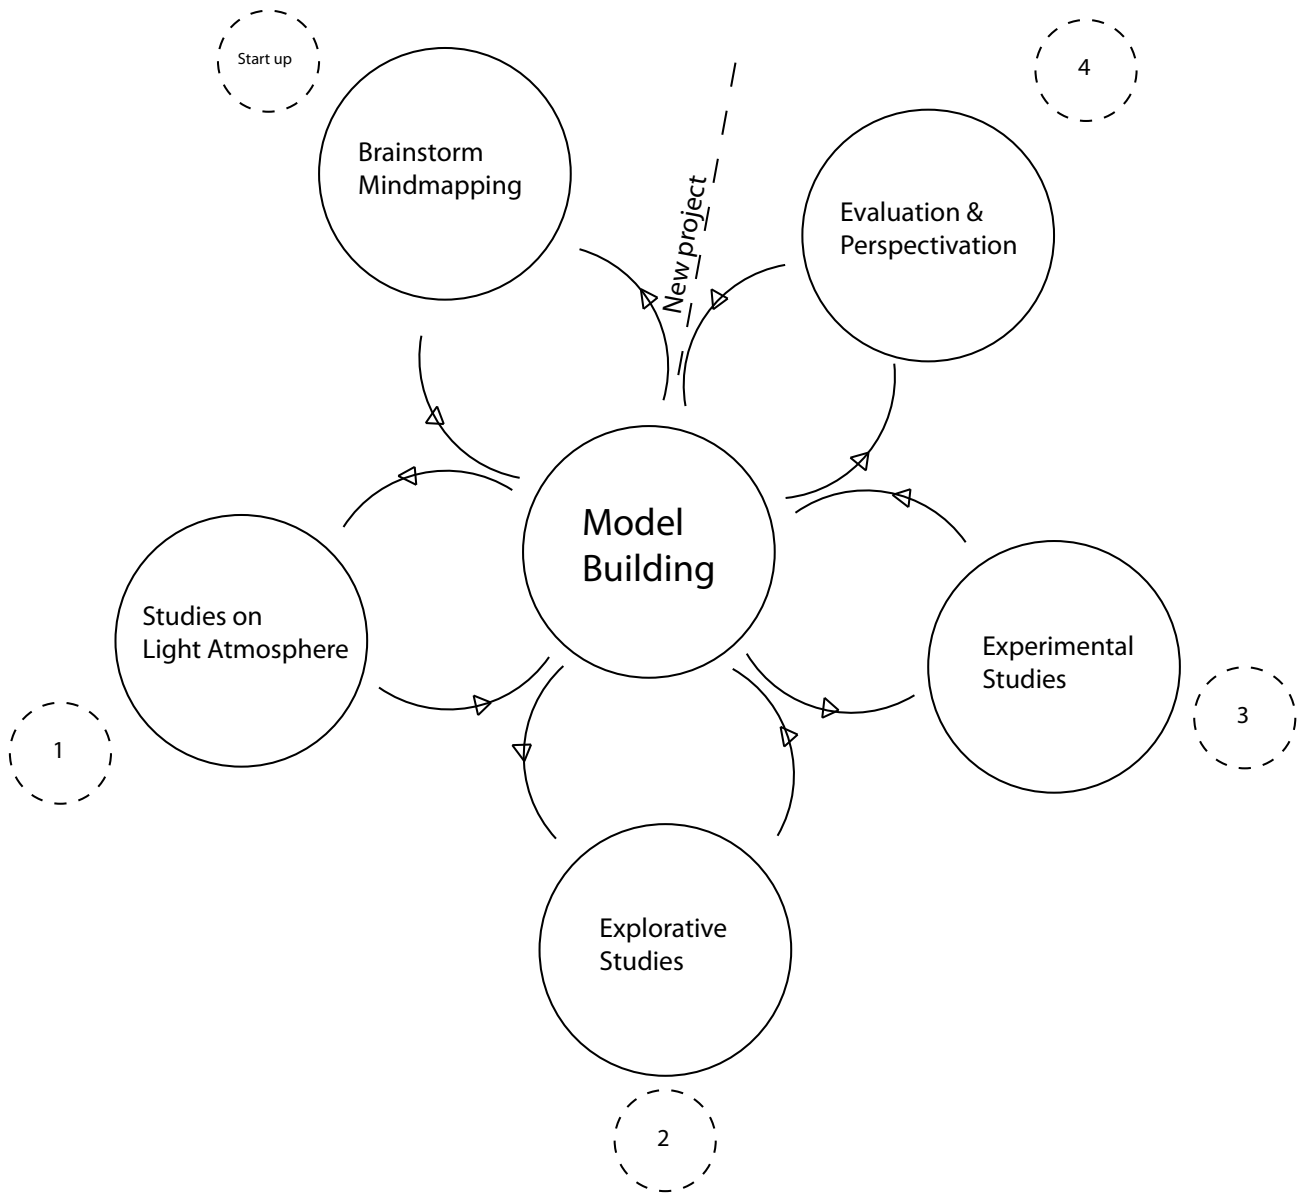 Start up
Brainstorm
Mindmapping
New project
4
Evaluation &
Perspectivation
Model
Building
Studies on
Light Atmosphere
1
Experimental
Studies
3
Explorative
Studies
2